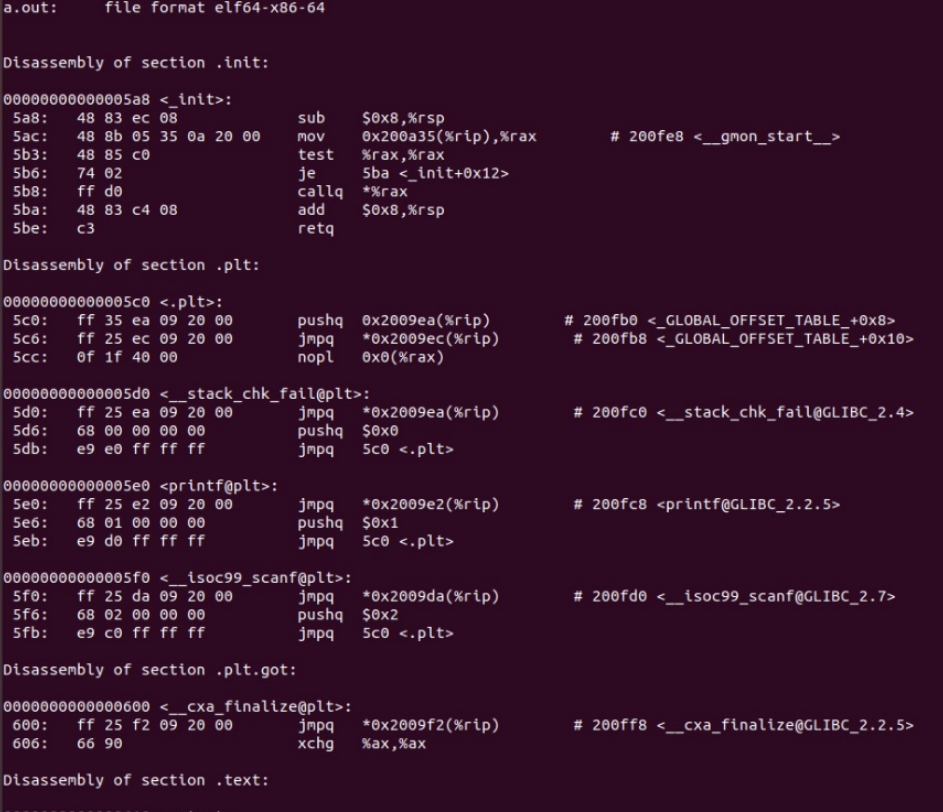 a.out:     file format elf64-x86-64
Disassembly of section .init:
00000000000005a8 <_init>:
 5a8:   48 83 ec 08             sub    $0x8,%rsp
 5ac:   48 8b 05 35 0a 20 00    mov    0x200a35(%rip),%rax        # 200fe8 <__gmon_start__>
 5b3:   48 85 c0                test   %rax,%rax
 5b6:   74 02                   je     5ba <_init+0x12>
 5b8:   ff d0                   callq  *%rax
 5ba:   48 83 c4 08             add    $0x8,%rsp
 5be:   c3                      retq
Disassembly of section .plt:
00000000000005c0 <.plt>:
 5c0:   ff 35 ea 09 20 00       pushq  0x2009ea(%rip)        # 200fb0 <_GLOBAL_OFFSET_TABLE_+0x8>
 5c6:   ff 25 ec 09 20 00       jmpq   *0x2009ec(%rip)        # 200fb8 <_GLOBAL_OFFSET_TABLE_+0x10>
 5cc:   0f 1f 40 00             nopl   0x0(%rax)
00000000000005d0 <__stack_chk_fail@plt>:
 5d0:   ff 25 ea 09 20 00       jmpq   *0x2009ea(%rip)        # 200fc0 <__stack_chk_fail@GLIBC_2.4>
 5d6:   68 00 00 00 00          pushq  $0x0
 5db:   e9 e0 ff ff ff          jmpq   5c0 <.plt>
00000000000005e0 <printf@plt>:
 5e0:   ff 25 e2 09 20 00       jmpq   *0x2009e2(%rip)        # 200fc8 <printf@GLIBC_2.2.5>
 5e6:   68 01 00 00 00          pushq  $0x1
 5eb:   e9 d0 ff ff ff          jmpq   5c0 <.plt>
00000000000005f0 <__isoc99_scanf@plt>:
 5f0:   ff 25 da 09 20 00       jmpq   *0x2009da(%rip)        # 200fd0 <__isoc99_scanf@GLIBC_2.7>
 5f6:   68 02 00 00 00          pushq  $0x2
 5fb:   e9 c0 ff ff ff          jmpq   5c0 <.plt>
Disassembly of section .plt.got:
0000000000000600 <__cxa_finalize@plt>:
 600:   ff 25 f2 09 20 00       jmpq   *0x2009f2(%rip)        # 200ff8 <__cxa_finalize@GLIBC_2.2.5>
 606:   66 90                   xchg   %ax,%ax
Disassembly of section .text: